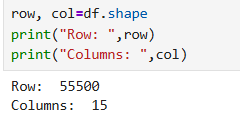 row, col=df.shape
print("Row: ",row)
print("Columns: ",col)
Row:  55500
Columns:  15